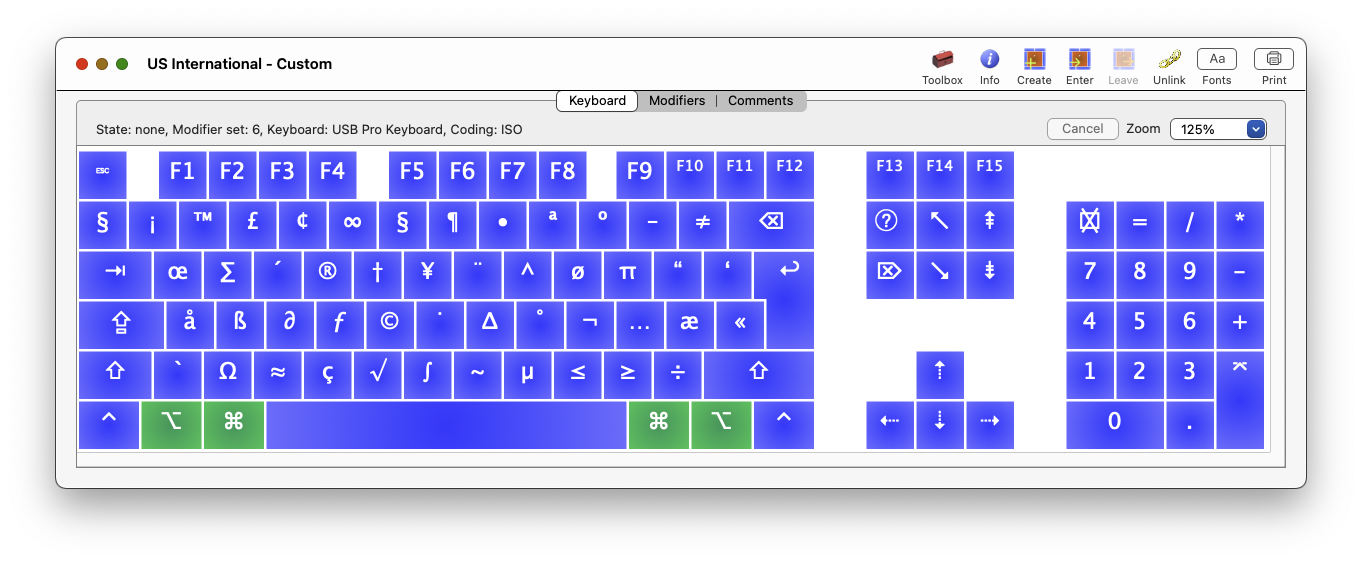 US International - Custom
Toolbox Info Create Enter Leave Unlink Aa Fonts Print
Keyboard Modifiers Comments
State: none, Modifier set: 6, Keyboard: USB Pro Keyboard, Coding: ISO
Cancel Zoom 125%
ESC F1 F2 F3 F4 F5 F6 F7 F8 F9 F10 F11 F12 F13 F14 F15
§ ¡ ™ £ ¢ ∞ § ¶ • ª º – ≠ ⌫ ? ↖ ⇞ = / *
⇥ œ ∑ ´ ® † ¥ ¨ ^ ø π “ ‘ ↩ ⌦ ↘ ⇟ 7 8 9 –
⇪ å ß ∂ ƒ © ˙ ∆ ˚ ¬ … æ « 4 5 6 +
⇧ ` Ω ≈ ç √ ∫ ~ µ ≤ ≥ ÷ ⇧ ⇡ 1 2 3 ⌤
^ ⌥ ⌘ ⌘ ⌥ ^ ⇠ ⇣ ⇢ 0 .